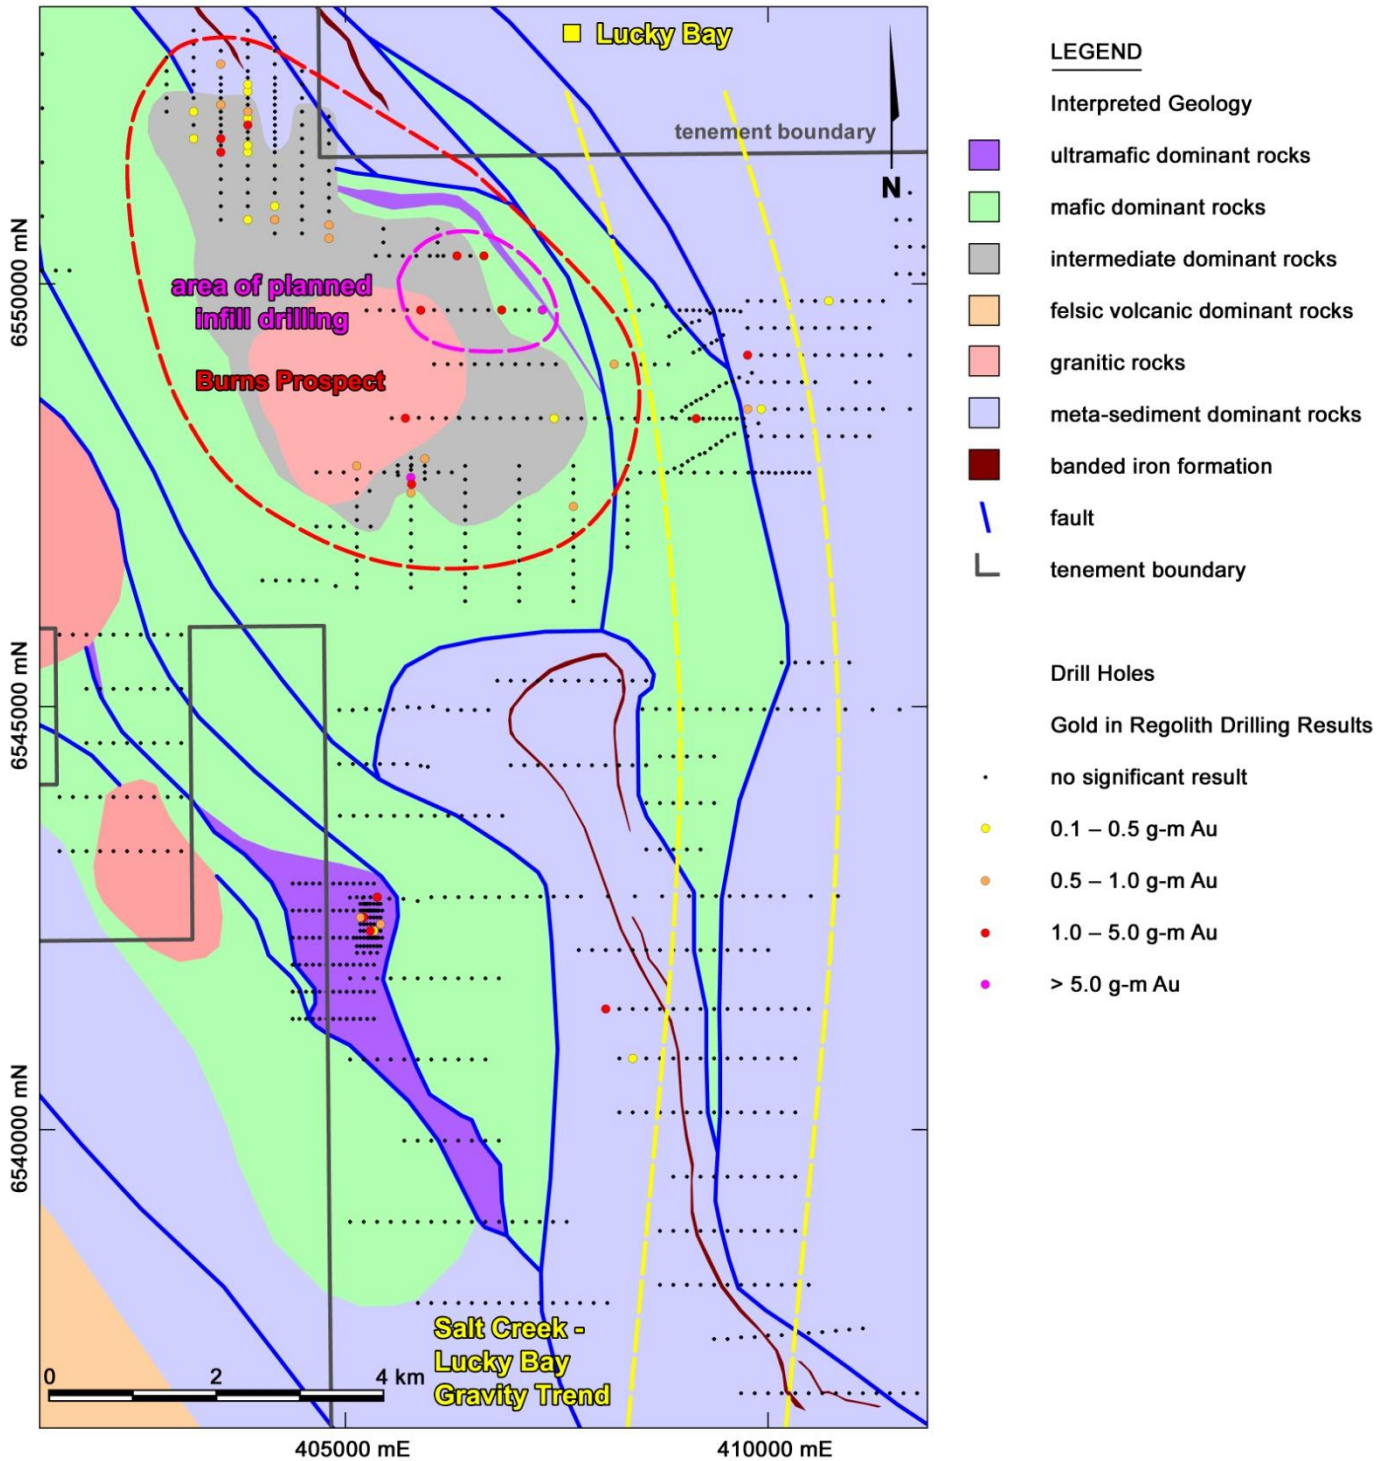 Lucky Bay
tenement boundary
N
area of planned
infill drilling
Burns Prospect
6550000 mN
6545000 mN
6540000 mN
Salt Creek -
Lucky Bay
Gravity Trend
0 2 4 km
405000 mE 410000 mE
LEGEND
Interpreted Geology
ultramafic dominant rocks
mafic dominant rocks
intermediate dominant rocks
felsic volcanic dominant rocks
granitic rocks
meta-sediment dominant rocks
banded iron formation
fault
tenement boundary
Drill Holes
Gold in Regolith Drilling Results
no significant result
0.1 – 0.5 g-m Au
0.5 – 1.0 g-m Au
1.0 – 5.0 g-m Au
> 5.0 g-m Au